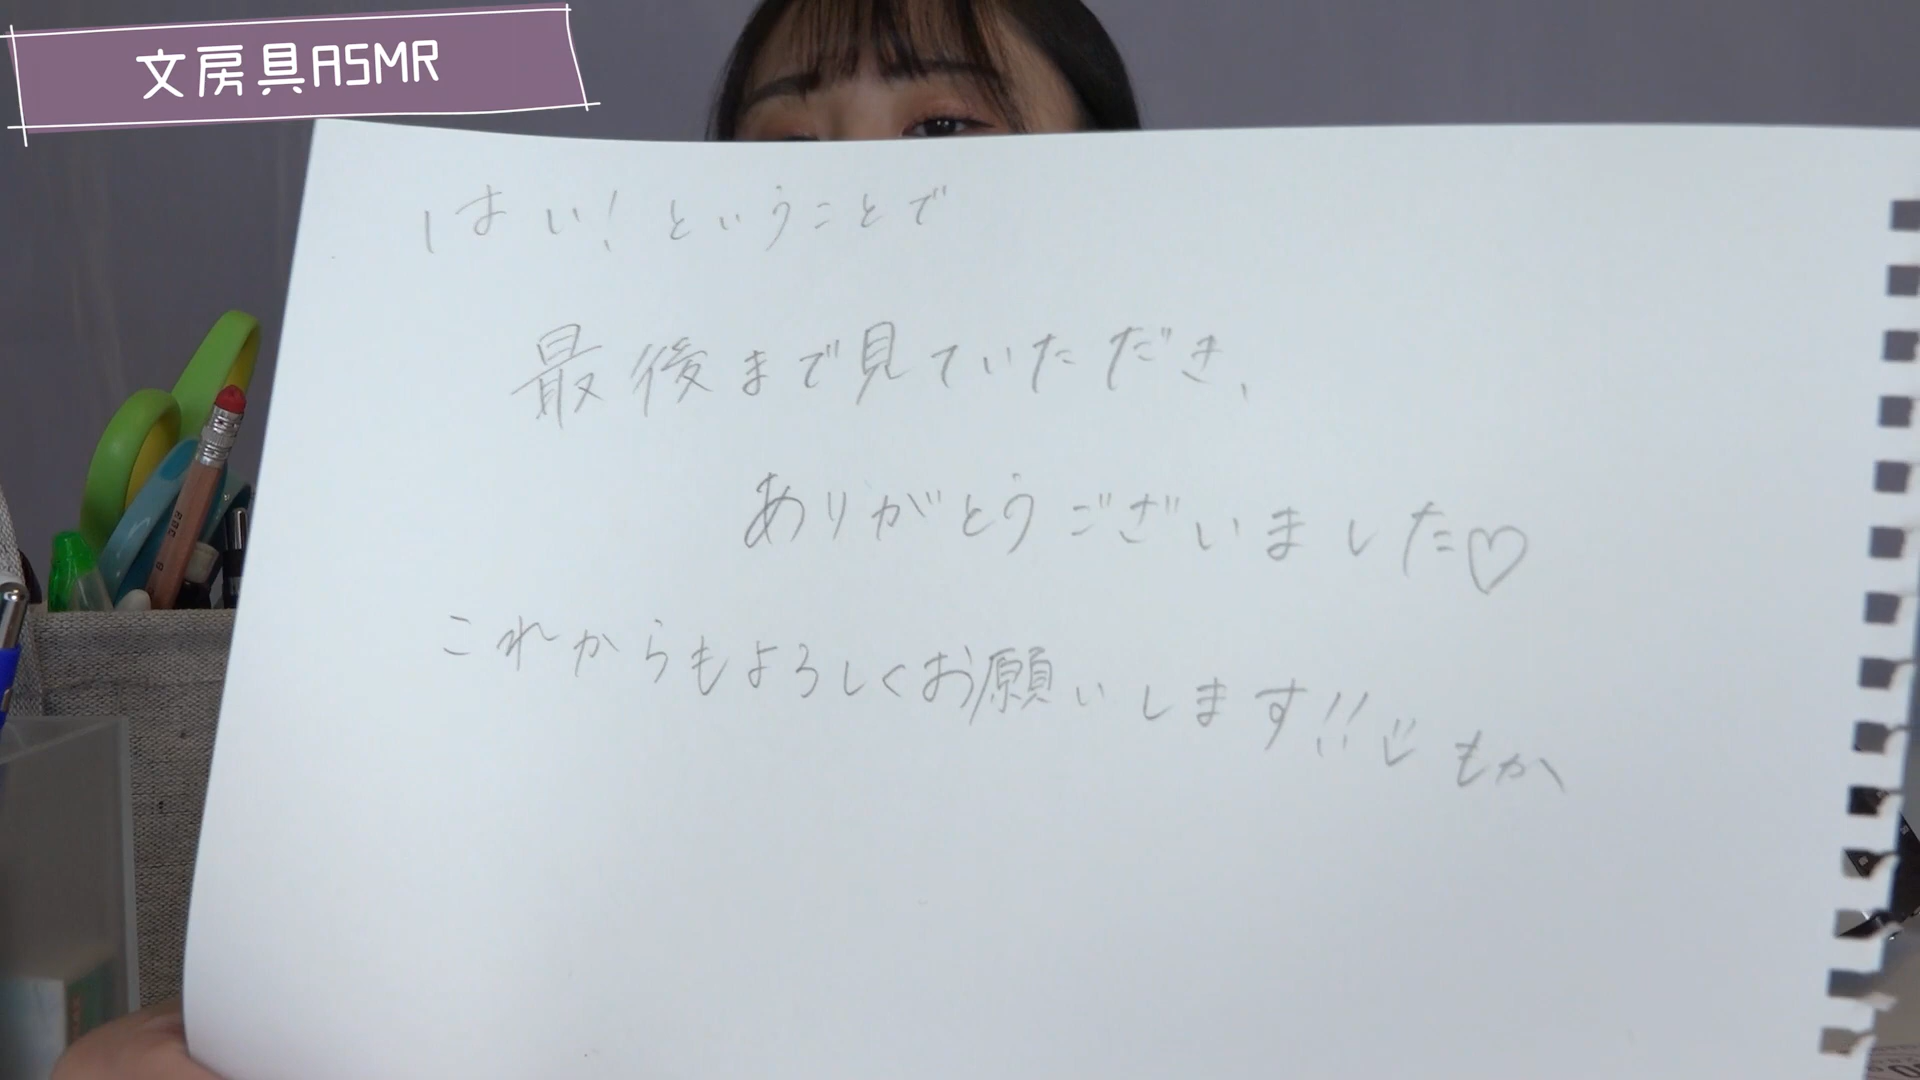 文房具ASMR
はい！ということで
最後まで見ていただき、
ありがとうございました♡
これからもよろしくお願いします!! もか